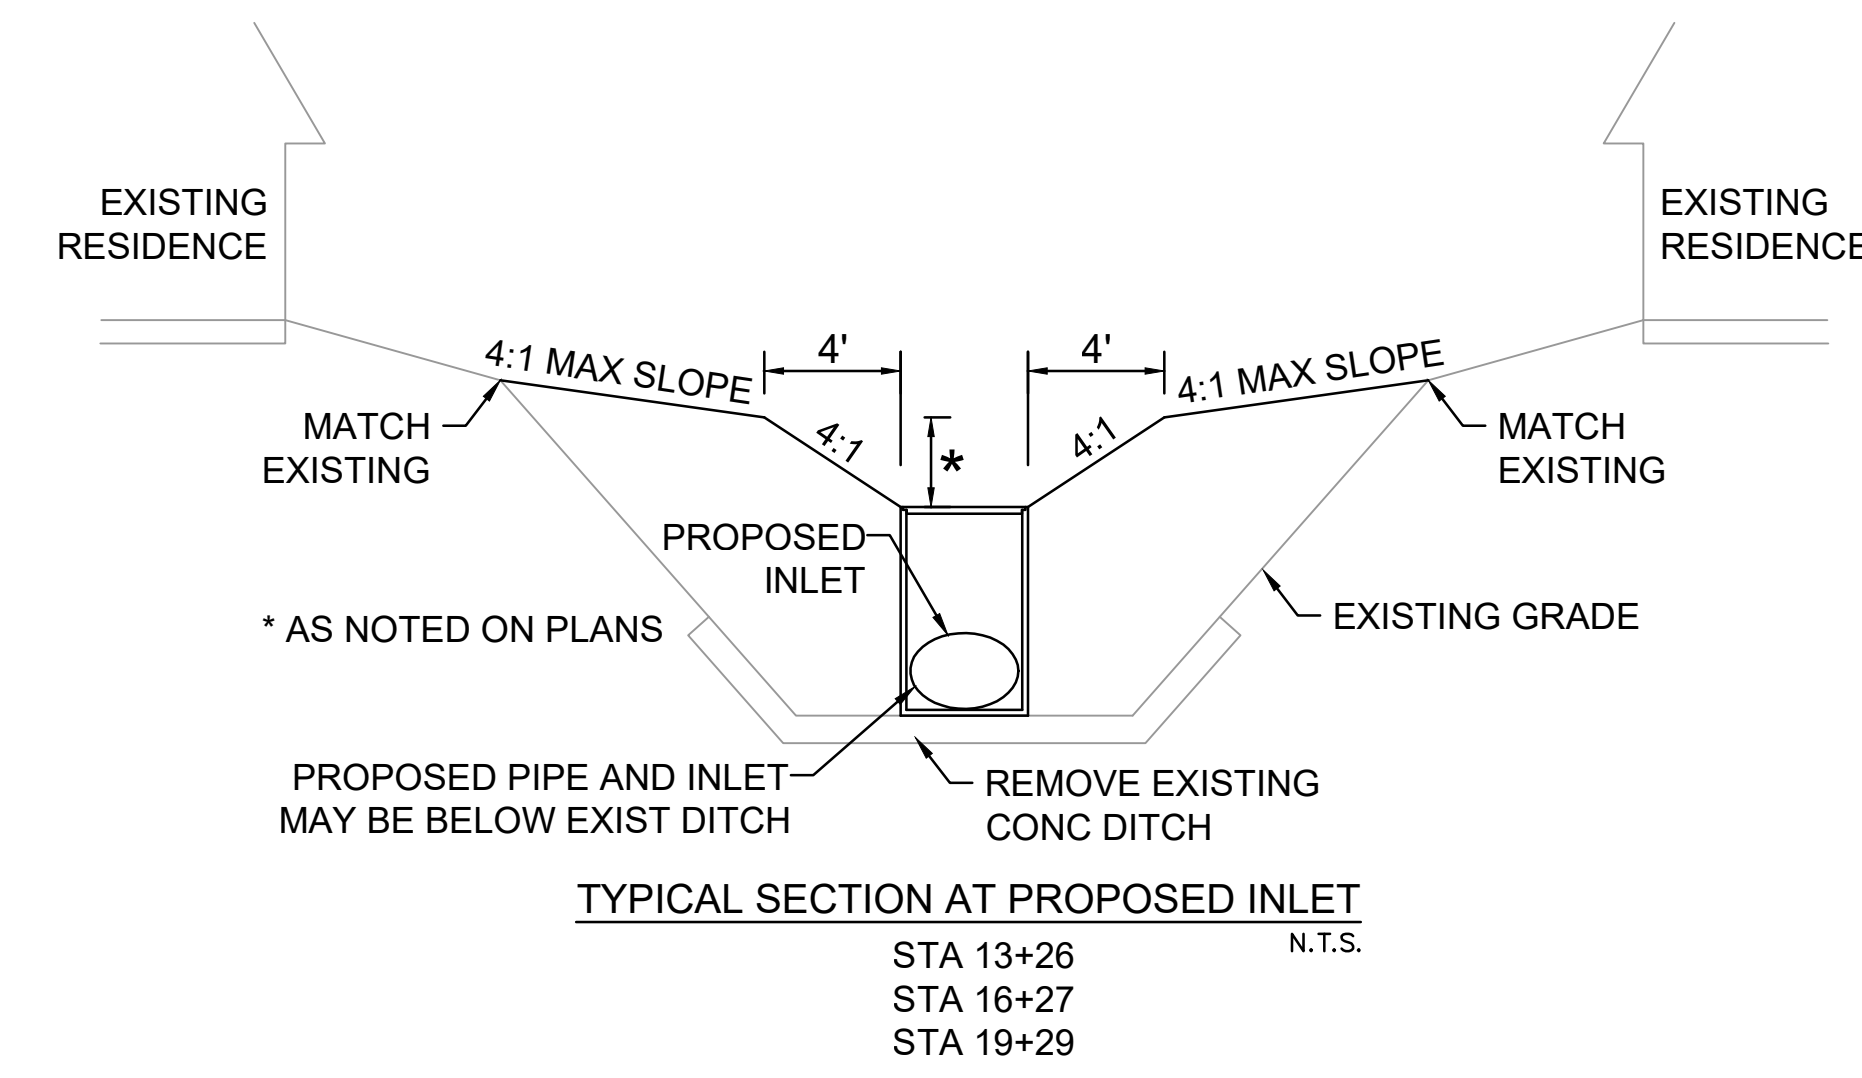 EXISTING
RESIDENCE
EXISTING
RESIDENCE
4:1 MAX SLOPE
4'
4'
4:1 MAX SLOPE
MATCH
EXISTING
4:1
*
4:1
MATCH
EXISTING
PROPOSED
INLET
* AS NOTED ON PLANS
EXISTING GRADE
PROPOSED PIPE AND INLET
MAY BE BELOW EXIST DITCH
REMOVE EXISTING
CONC DITCH
TYPICAL SECTION AT PROPOSED INLET
N.T.S.
STA 13+26
STA 16+27
STA 19+29